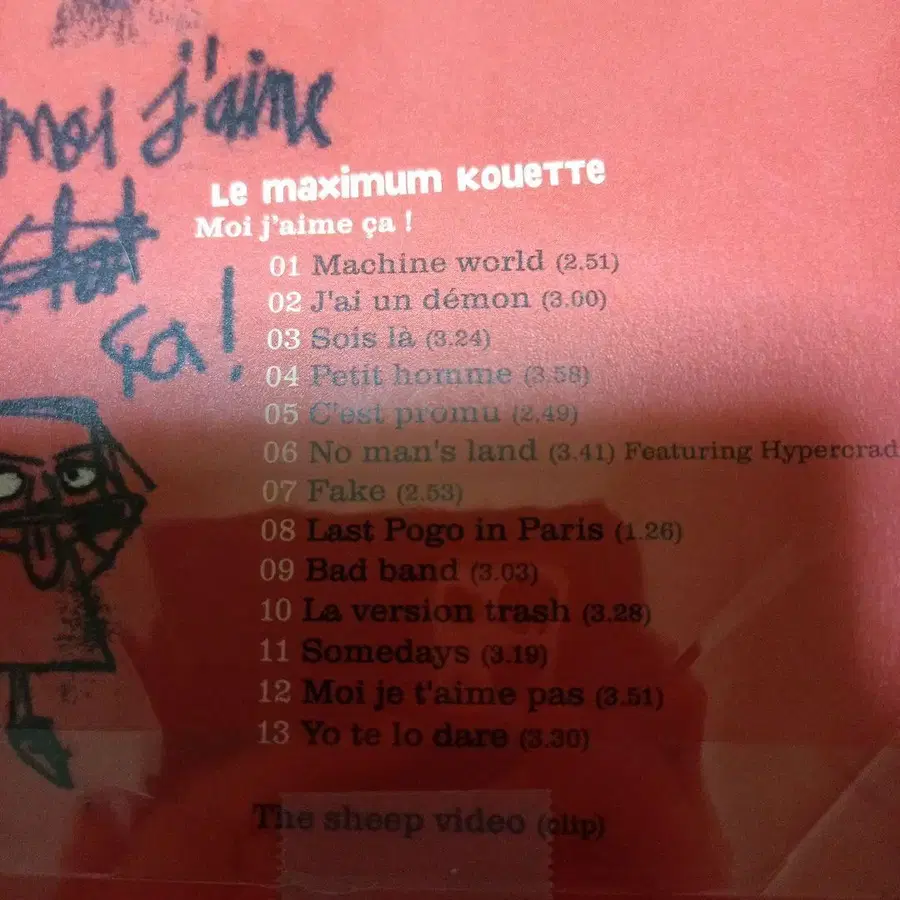 Moi j'aime
ça!
Le maximum kouette
Moi j'aime ça !
01 Machine world (2.51)
02 J'ai un démon (3.00)
03 Sois là (3.24)
04 Petit homme (3.58)
05 C'est promu (2.49)
06 No man's land (3.41) Featuring Hypercrad
07 Fake (2.53)
08 Last Pogo in Paris (1.26)
09 Bad band (3.03)
10 La version trash (3.28)
11 Somedays (3.19)
12 Moi je t'aime pas (3.51)
13 Yo te lo dare (3.30)
The sheep video (clip)